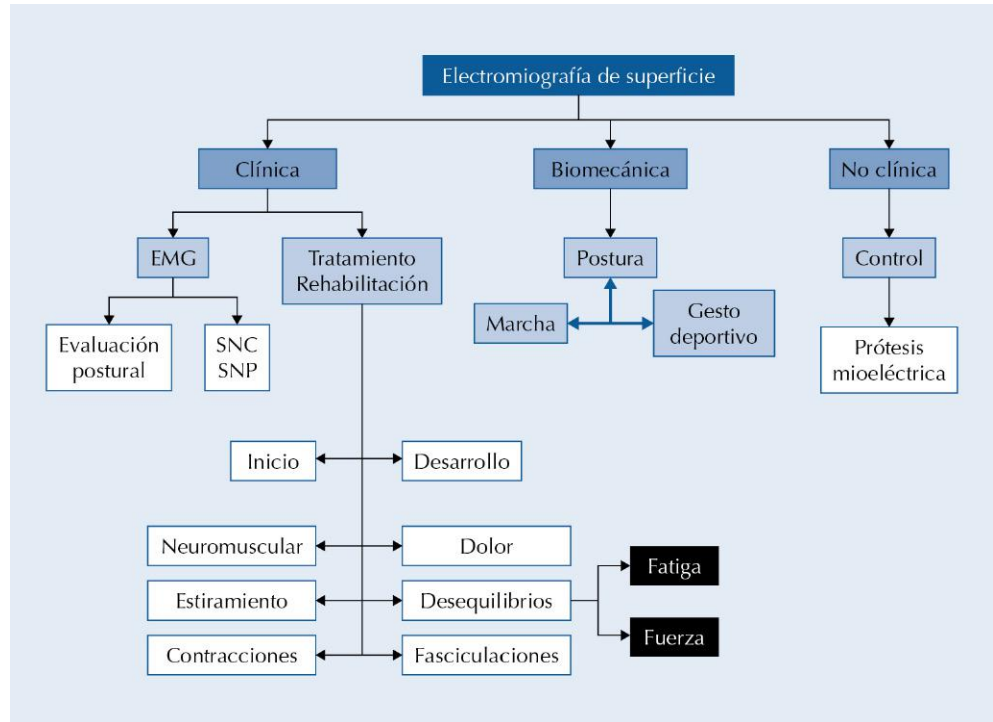 Electromiografía de superficie
Clínica
Biomecánica
No clínica
EMG
Tratamiento
Rehabilitación
Postura
Control
Evaluación
postural
SNC
SNP
Marcha
Gesto
deportivo
Prótesis
mioeléctrica
Inicio
Desarrollo
Neuromuscular
Dolor
Fatiga
Estiramiento
Desequilibrios
Fuerza
Contracciones
Fasciculaciones